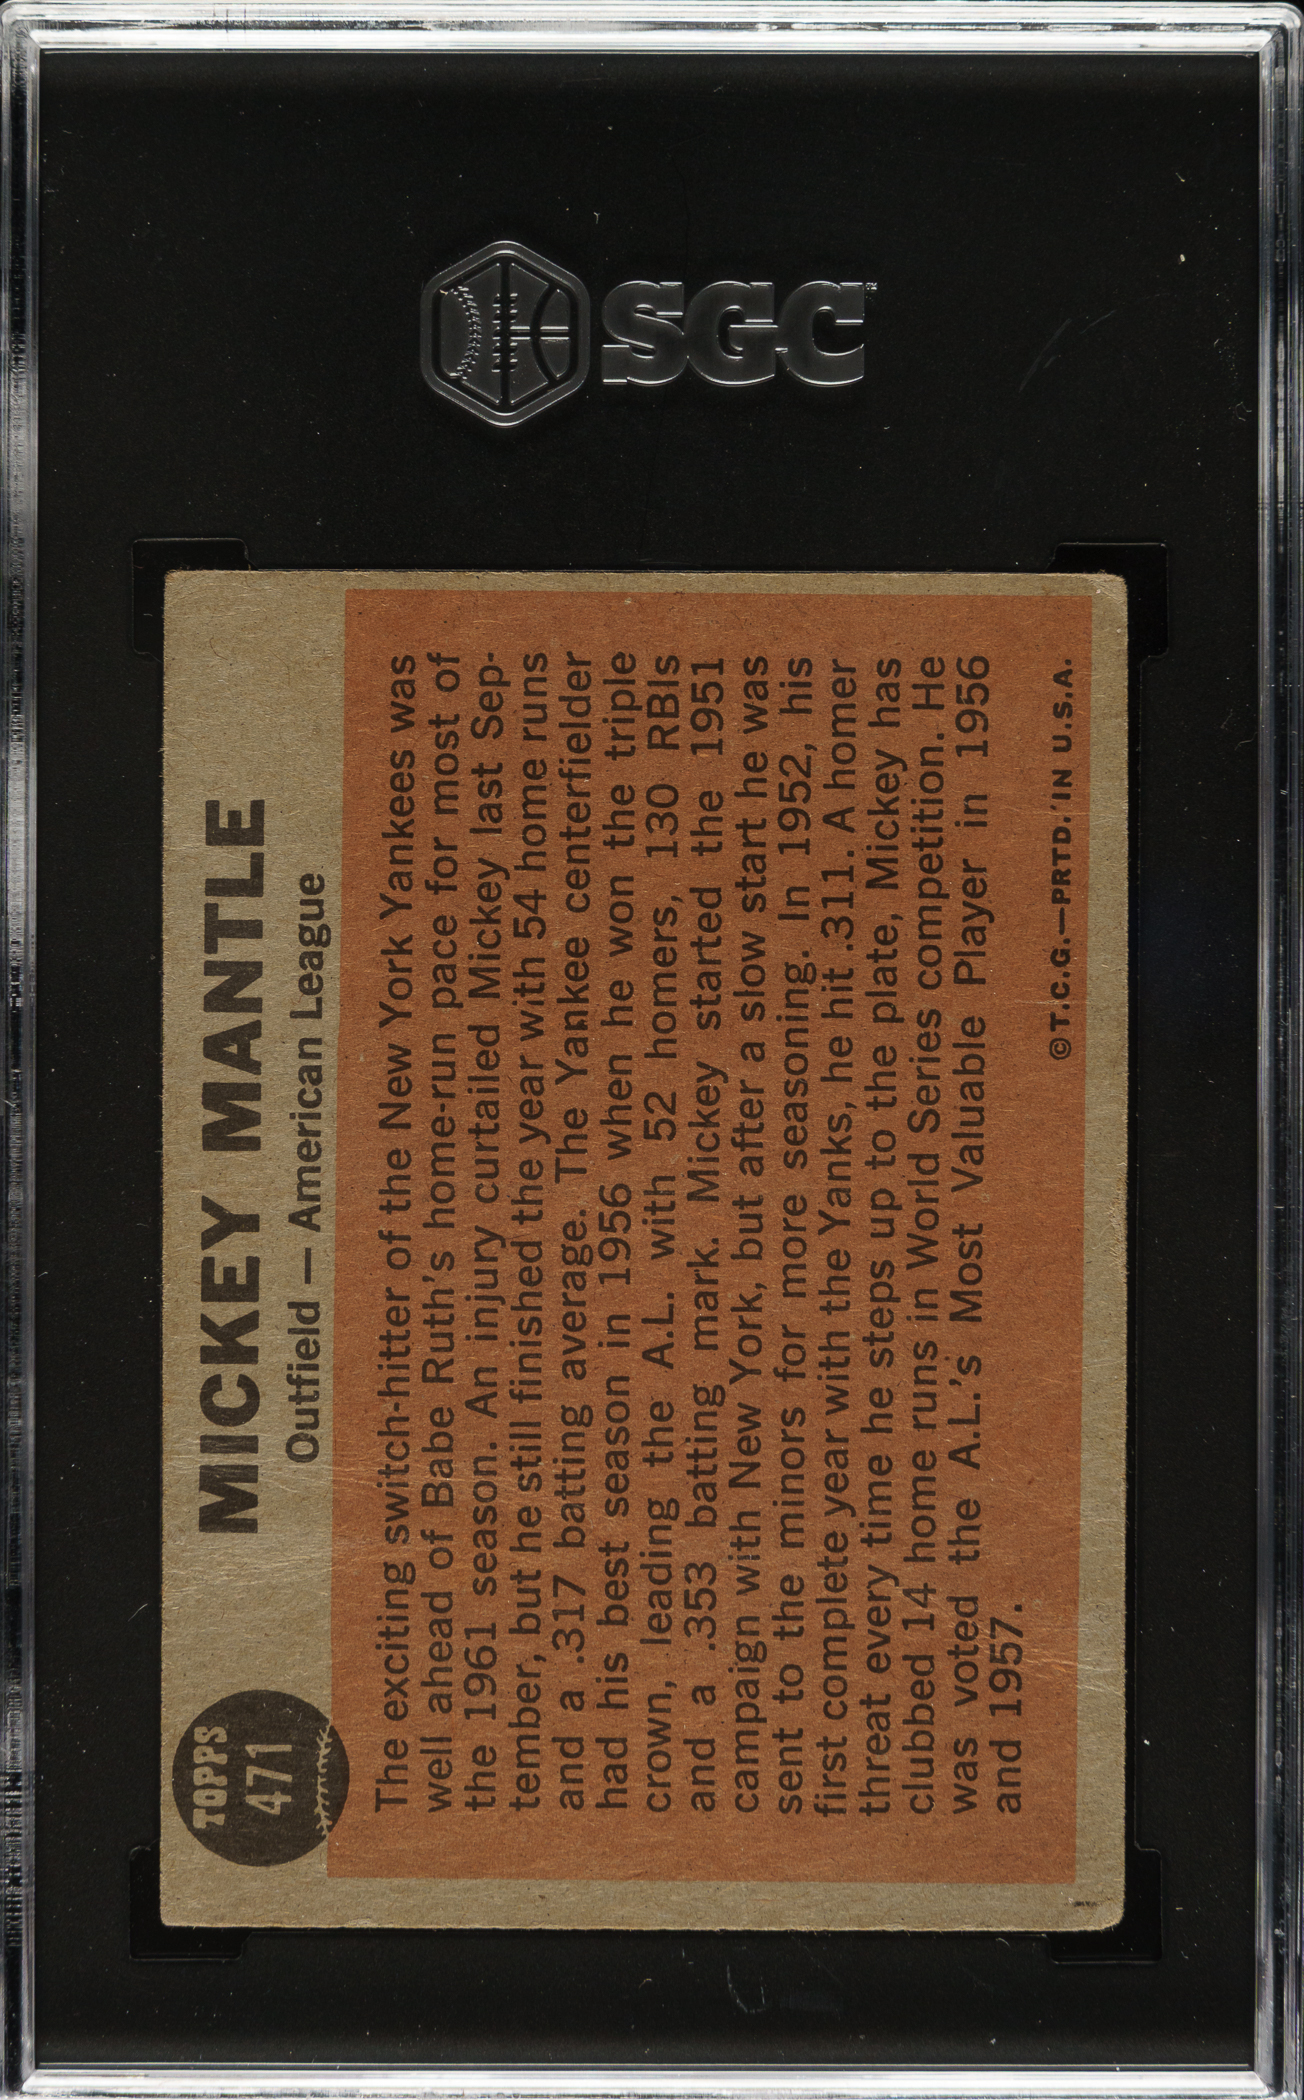 SGC
TOPPS
471
MICKEY MANTLE
Outfield — American League
The exciting switch-hitter of the New York Yankees was
well ahead of Babe Ruth's home-run pace for most of
the 1961 season. An injury curtailed Mickey last Sep-
tember, but he still finished the year with 54 home runs
and a .317 batting average. The Yankee centerfielder
had his best season in 1956 when he won the triple
crown, leading the A.L. with 52 homers, 130 RBIs
and a .353 batting mark. Mickey started the 1951
campaign with New York, but after a slow start he was
sent to the minors for more seasoning. In 1952, his
first complete year with the Yanks, he hit .311. A homer
threat every time he steps up to the plate, Mickey has
clubbed 14 home runs in World Series competition. He
was voted the A.L.'s Most Valuable Player in 1956
and 1957.
©T.C.G.—PRTD. IN U.S.A.